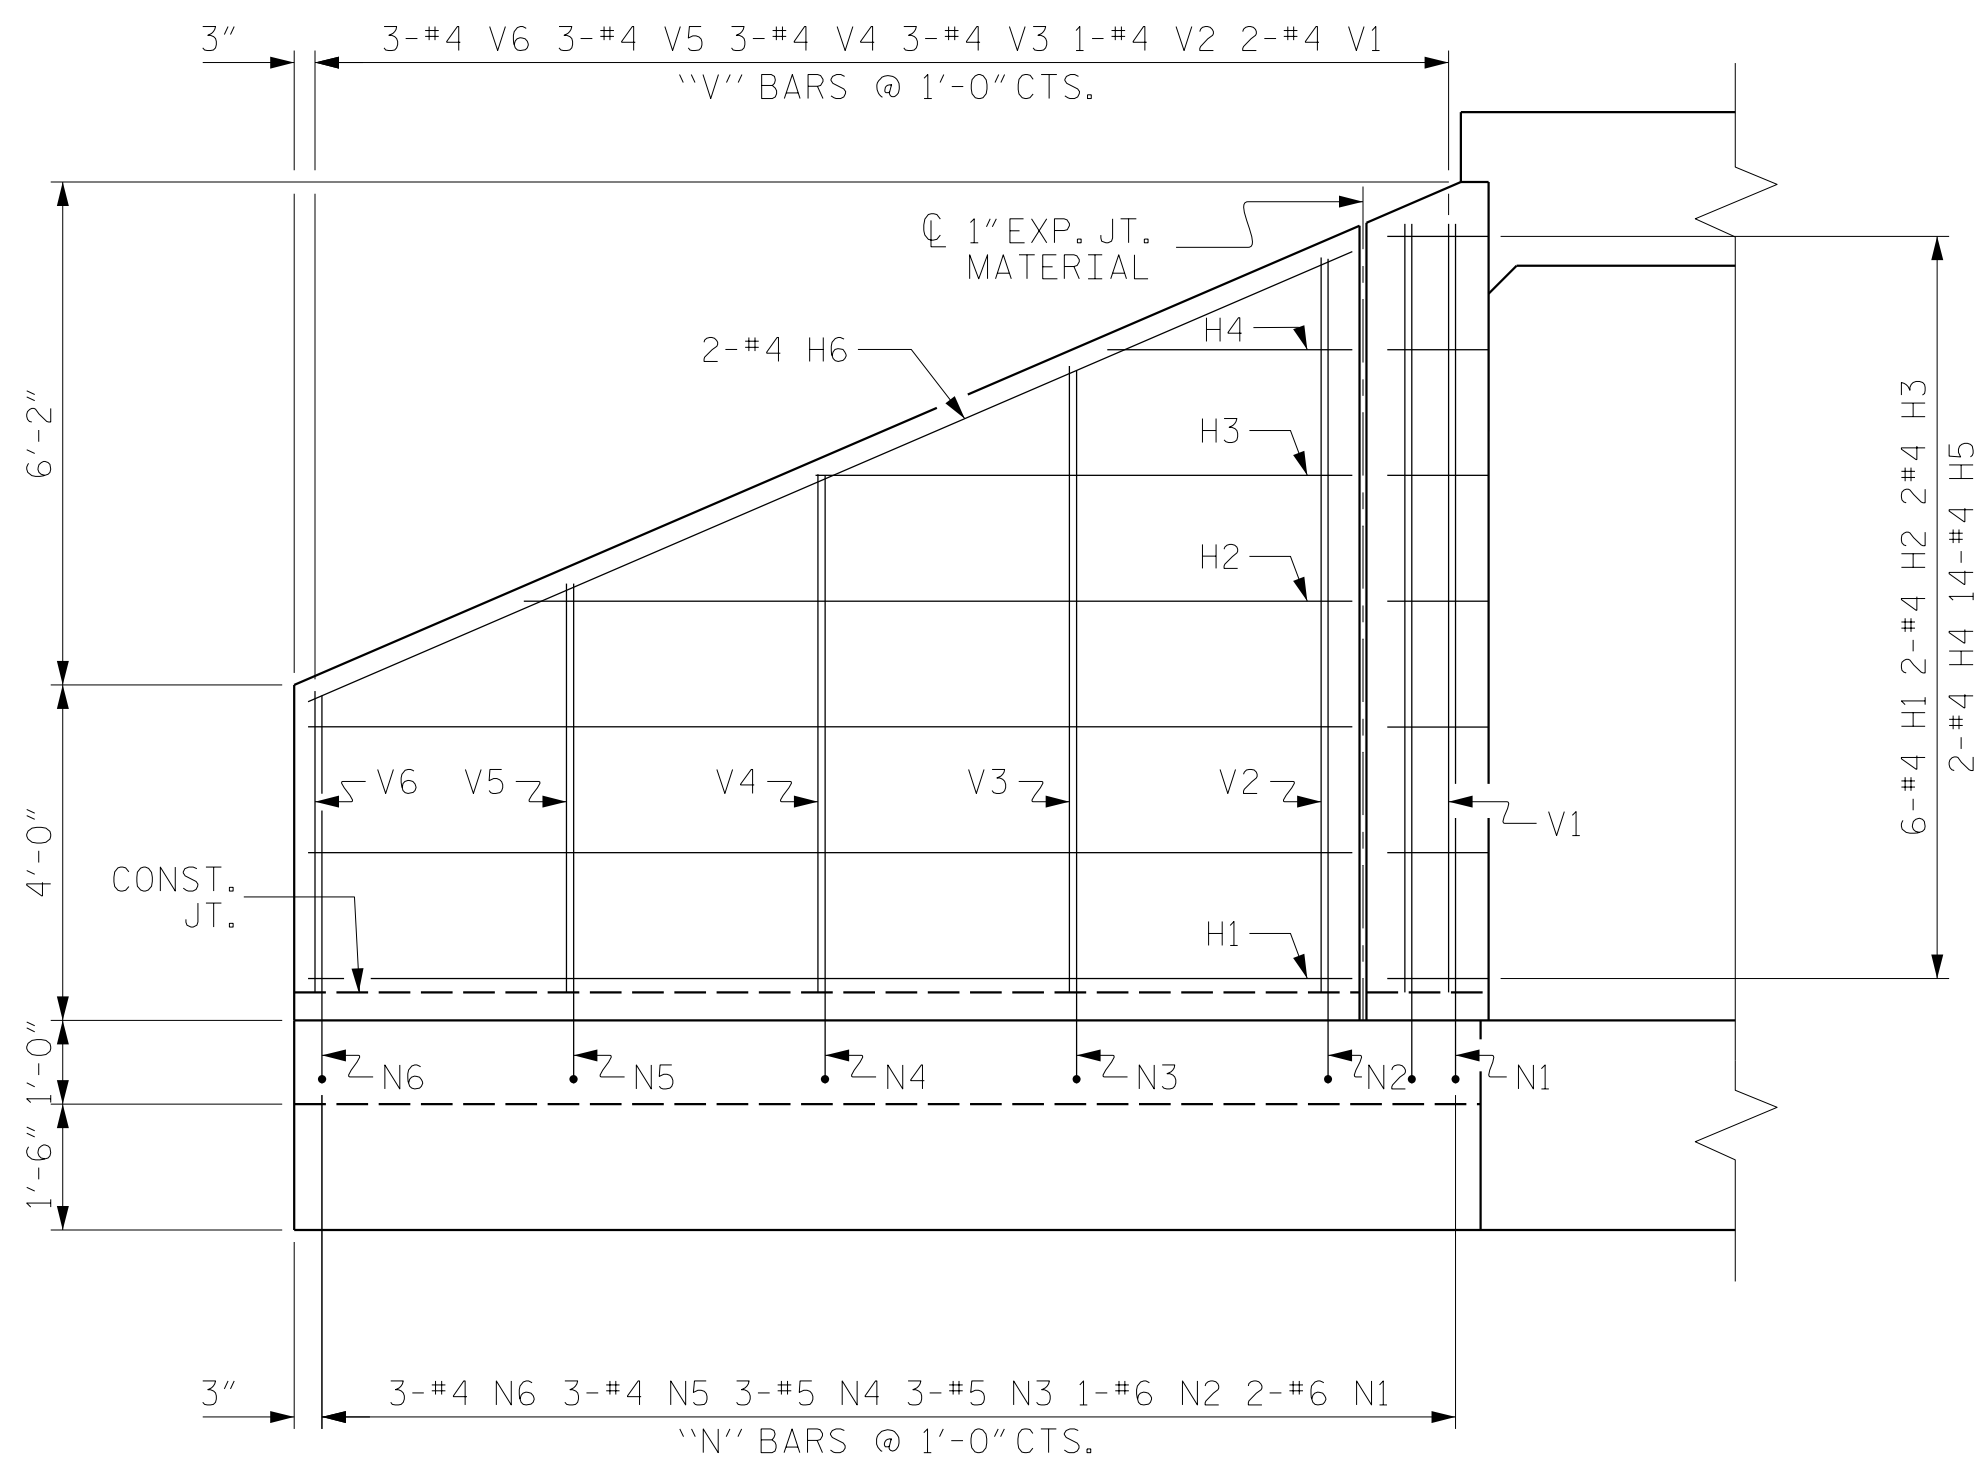 3" 3-#4 V6 3-#4 V5 3-#4 V4 3-#4 V3 1-#4 V2 2-#4 V1
"V" BARS @ 1'-0" CTS.
℄ 1" EXP. JT.
MATERIAL
H4
2-#4 H6
H3
H2
6'-2"
4'-0"
1'-0"
1'-6"
6-#4 H1 2-#4 H2 2#4 H3
2-#4 H4 14-#4 H5
V6
V5
V4
V3
V2
V1
CONST.
JT.
H1
N6
N5
N4
N3
N2
N1
3" 3-#4 N6 3-#4 N5 3-#5 N4 3-#5 N3 1-#6 N2 2-#6 N1
"N" BARS @ 1'-0" CTS.